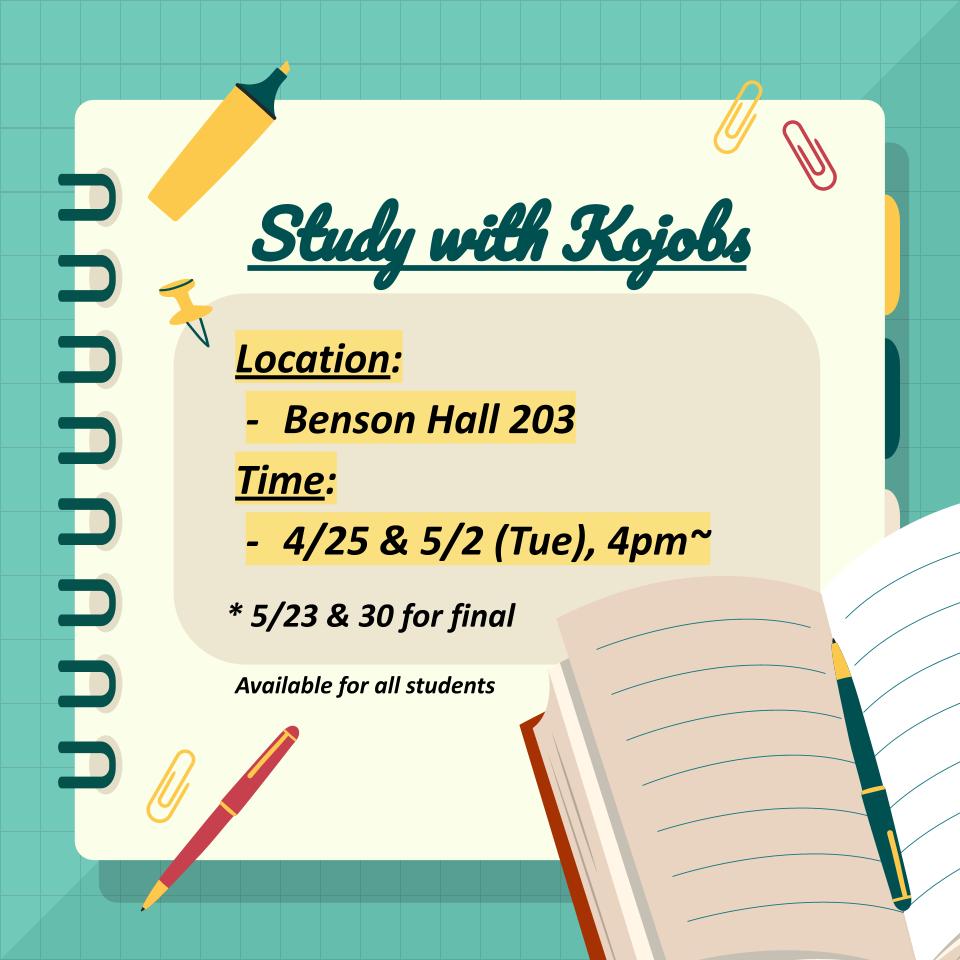 Study with Kojobs
Location:
- Benson Hall 203
Time:
- 4/25 & 5/2 (Tue), 4pm~
* 5/23 & 30 for final
Available for all students